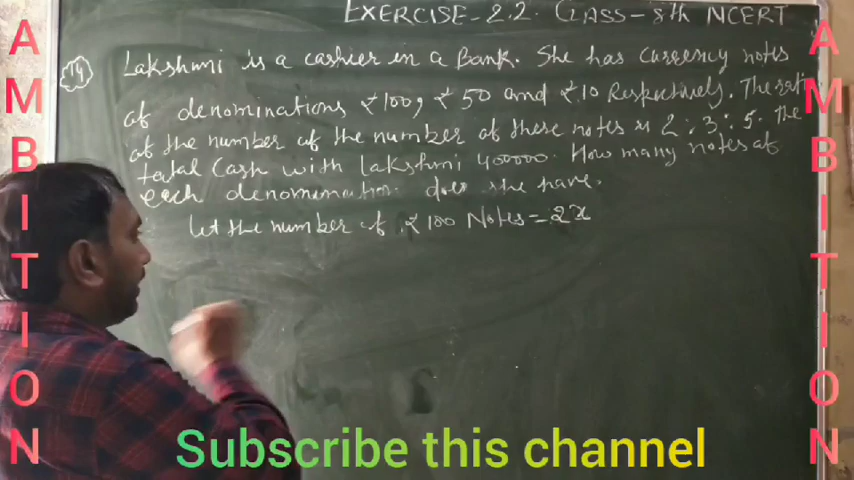 EXERCISE-2.2. CLASS-8th NCERT
Lakshmi is a cashier in a Bank. She has currency notes
of denominations ₹100, ₹50 and ₹10 Respectively. The rati
of the number of the number of these notes is 2:3:5. The
total Cash with Lakshmi 400000. How many notes of
each denomination does she have.
Let the number of ₹100 Notes = 2x
AMBITION
AMBITION
Subscribe this channel